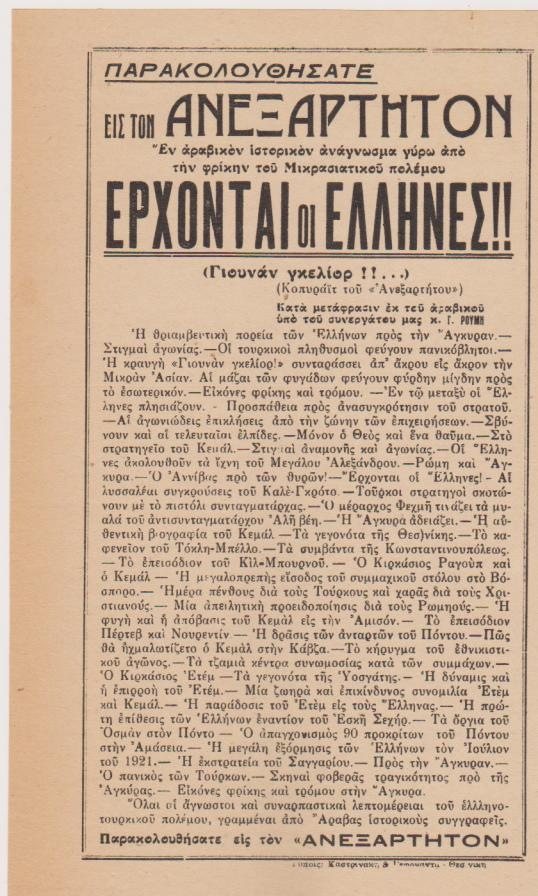 ΠΑΡΑΚΟΛΟΥΘΗΣΑΤΕ
ΕΙΣ ΤΟΝ ΑΝΕΞΑΡΤΗΤΟΝ
Ἕν ἀραβικὸν ἱστορικὸν ἀνάγνωσμα γύρω ἀπὸ
τὴν φρίκην τοῦ Μικρασιατικοῦ πολέμου
ΕΡΧΟΝΤΑΙ ΟΙ ΕΛΛΗΝΕΣ!!
(Γιουνὰν γκελίορ !!...)
(Κοπυράϊτ τοῦ «Ἀνεξαρτήτου»)
Κατὰ μετάφρασιν ἐκ τοῦ ἀραβικοῦ
ὑπὸ τοῦ συνεργάτου μας κ. Γ. ΡΟΥΜΗ
Ἡ θριαμβευτικὴ πορεία τῶν Ἑλλήνων πρὸς τὴν Ἄγκυραν.—
Στιγμαὶ ἀγωνίας.—Οἱ τουρκικοὶ πληθυσμοὶ φεύγουν πανικόβλητοι.—
Ἡ κραυγὴ «Γιουνὰν γκελίορ!» συνταράσσει ἀπ' ἄκρου εἰς ἄκρον τὴν
Μικρὰν Ἀσίαν. Αἱ μᾶζαι τῶν φυγάδων φεύγουν φύρδην μίγδην πρὸς
τὸ ἐσωτερικόν.—Εἰκόνες φρίκης καὶ τρόμου. —Ἐν τῷ μεταξὺ οἱ Ἕλ-
ληνες πλησιάζουν. - Προσπάθεια πρὸς ἀνασυγκρότησιν τοῦ στρατοῦ.
—Αἱ ἀγωνιώδεις ἐπικλήσεις ἀπὸ τὴν ζώνην τῶν ἐπιχειρήσεων.—Σβύ-
νουν καὶ αἱ τελευταῖαι ἐλπίδες.—Μόνον ὁ Θεὸς καὶ ἕνα θαῦμα.—Στὸ
στρατηγεῖο τοῦ Κεμάλ.—Στιγμαὶ ἀναμονῆς καὶ ἀγωνίας.—Οἱ Ἕλλη-
νες ἀκολουθοῦν τὰ ἴχνη τοῦ Μεγάλου Ἀλεξάνδρου.—Ρώμη καὶ Ἄγ-
κυρα.—Ὁ Ἀννίβας πρὸ τῶν θυρῶν!—Ἔρχονται οἱ Ἕλληνες!—Αἱ
λυσσαλέαι συγκρούσεις τοῦ Καλὲ-Γκρότο.—Τοῦρκοι στρατηγοὶ σκοτώ-
νουν μὲ τὸ πιστόλι συνταγματάρχας.—Ὁ μέραρχος Φεχμῆ τινάζει τὰ μυ-
αλὰ τοῦ ἀντισυνταγματάρχου Ἀλῆ βέη.—Ἡ Ἄγκυρα ἀδειάζει.—Ἡ αὐ-
θεντικὴ βιογραφία τοῦ Κεμὰλ —Τὰ γεγονότα τῆς Θεσ)νίκης.—Τὸ κα-
φενεῖον τοῦ Τόκλη-Μπέλλο.—Τὰ συμβάντα τῆς Κωνσταντινουπόλεως.
— Τὸ ἐπεισόδιον τοῦ Κὶλ-Μπουρνοῦ. — Ὁ Κιρκάσιος Ραγοὺπ καὶ
ὁ Κεμὰλ — Ἡ μεγαλοπρεπὴς εἴσοδος τοῦ συμμαχικοῦ στόλου στὸ Βό-
σπορο.—Ἡμέρα πένθους διὰ τοὺς Τούρκους καὶ χαρᾶς διὰ τοὺς Χρι-
στιανούς.— Μία ἀπειλητικὴ προειδοποίησις διὰ τοὺς Ρωμηούς.— Ἡ
φυγὴ καὶ ἡ ἀπόβασις τοῦ Κεμὰλ εἰς τὴν Ἀμισόν.— Τὸ ἐπεισόδιον
Πέρτεβ καὶ Νουρεντὶν — Ἡ δρᾶσις τῶν ἀνταρτῶν τοῦ Πόντου.—Πῶς
θὰ ᾐχμαλωτίζετο ὁ Κεμὰλ στὴν Κάβζα.—Τὸ κήρυγμα τοῦ ἐθνικιστι-
κοῦ ἀγῶνος.—Τὰ τζαμιὰ κέντρα συνωμοσίας κατὰ τῶν συμμάχων.—
Ὁ Κιρκάσιος Ἐτέμ —Τὰ γεγονότα τῆς Ὑοσγάτης.— Ἡ δύναμις καὶ
ἡ ἐπιρροὴ τοῦ Ἐτέμ.— Μία ζωηρὰ καὶ ἐπικίνδυνος συνομιλία Ἐτὲμ
καὶ Κεμάλ.— Ἡ παράδοσις τοῦ Ἐτὲμ εἰς τοὺς Ἕλληνας.— Ἡ πρώ-
τη ἐπίθεσις τῶν Ἑλλήνων ἐναντίον τοῦ Ἐσκῆ Σεχήρ.— Τὰ ὄργια τοῦ
Ὀσμὰν στὸν Πόντο — Ὁ ἀπαγχονισμὸς 90 προκρίτων τοῦ Πόντου
στὴν Ἀμάσεια.— Ἡ μεγάλη ἐξόρμησις τῶν Ἑλλήνων τὸν Ἰούλιον
τοῦ 1921.— Ἡ ἐκστρατεία τοῦ Σαγγαρίου.— Πρὸς τὴν Ἄγκυραν.—
Ὁ πανικὸς τῶν Τούρκων.— Σκηναὶ φοβερᾶς τραγικότητος πρὸ τῆς
Ἀγκύρας.— Εἰκόνες φρίκης καὶ τρόμου στὴν Ἄγκυρα.
Ὅλαι αἱ ἄγνωστοι καὶ συναρπαστικαὶ λεπτομέρειαι τοῦ ἑλληνο-
τουρκικοῦ πολέμου, γραμμέναι ἀπὸ Ἄραβας ἱστορικοὺς συγγραφεῖς.
Παρακολουθήσατε εἰς τὸν «ΑΝΕΞΑΡΤΗΤΟΝ»
Τύποις: Καστρινάκη &